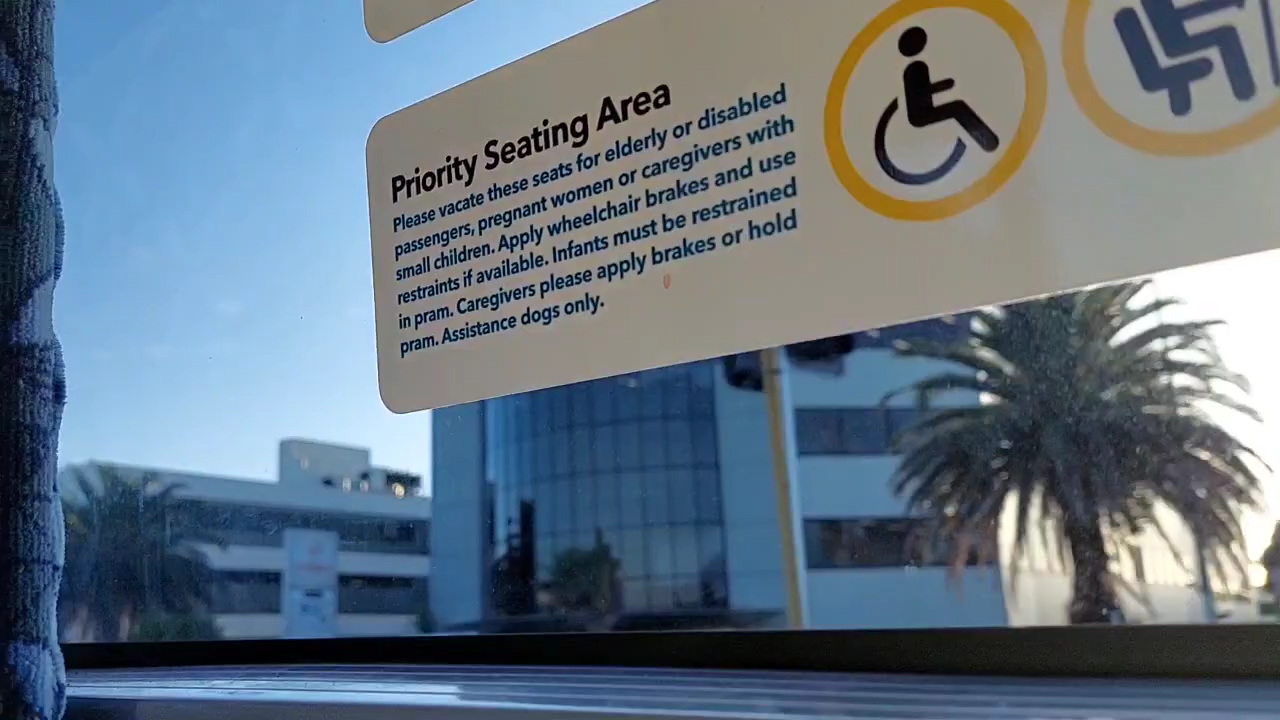 Priority Seating Area
Please vacate these seats for elderly or disabled
passengers, pregnant women or caregivers with
small children. Apply wheelchair brakes and use
restraints if available. Infants must be restrained
in pram. Caregivers please apply brakes or hold
pram. Assistance dogs only.